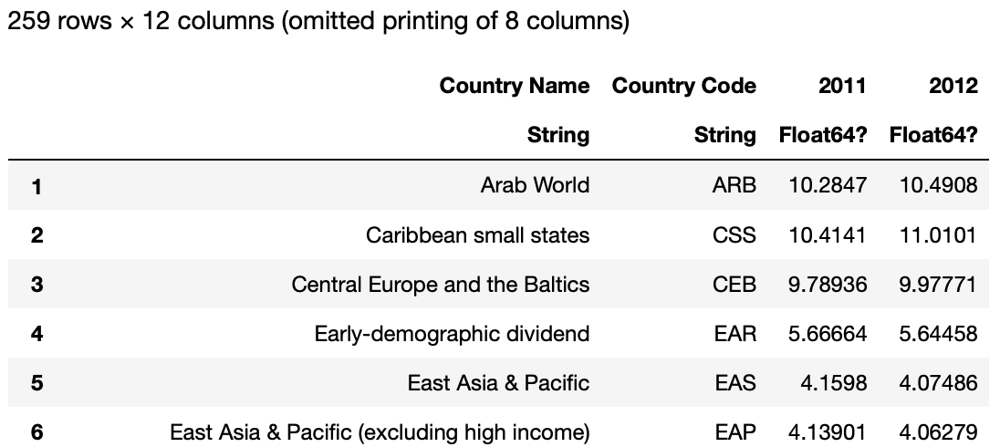 259 rows × 12 columns (omitted printing of 8 columns)
Country Name Country Code 2011 2012
String String Float64? Float64?
1 Arab World ARB 10.2847 10.4908
2 Caribbean small states CSS 10.4141 11.0101
3 Central Europe and the Baltics CEB 9.78936 9.97771
4 Early-demographic dividend EAR 5.66664 5.64458
5 East Asia & Pacific EAS 4.1598 4.07486
6 East Asia & Pacific (excluding high income) EAP 4.13901 4.06279